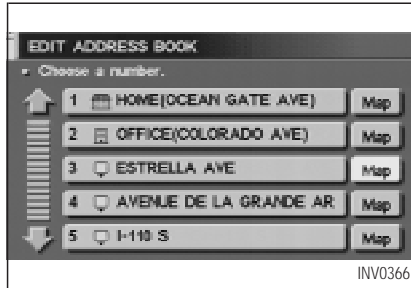 EDIT ADDRESS BOOK
Choose a number.
1 HOME(OCEAN GATE AVE) Map
2 OFFICE(COLORADO AVE) Map
3 ESTRELLA AVE Map
4 AVENUE DE LA GRANDE AR Map
5 I-110 S Map
INV0366